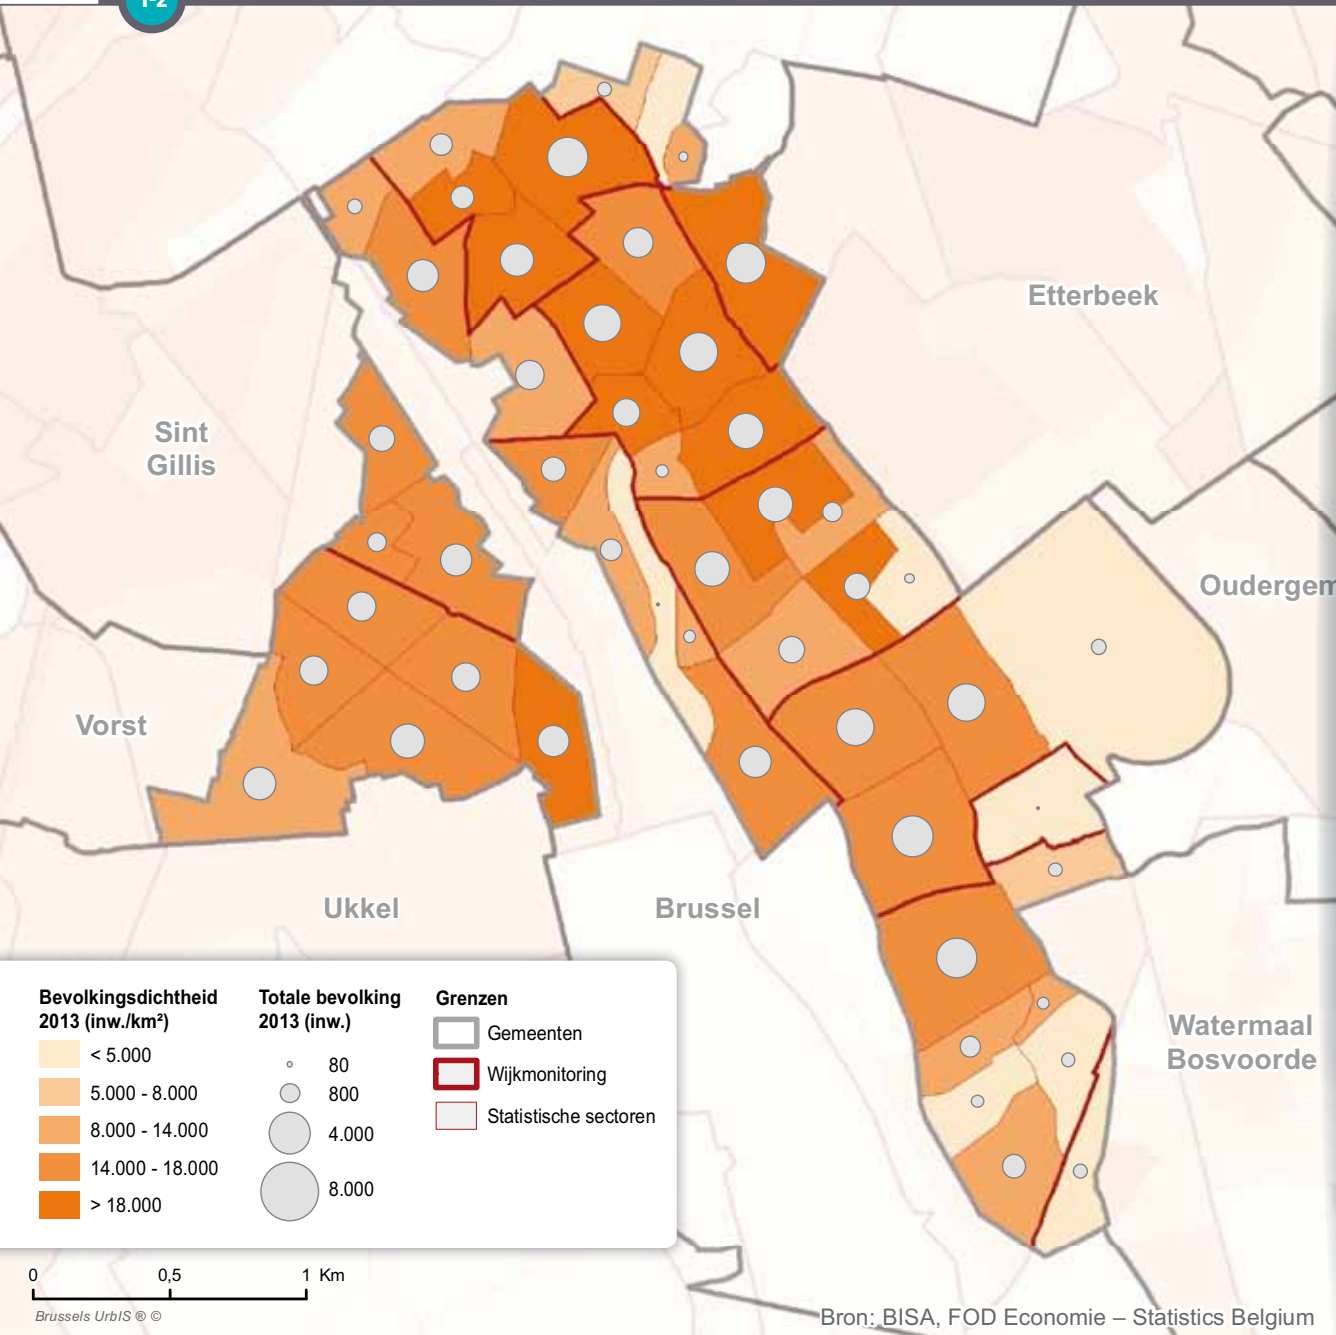 1-2
Etterbeek
Sint
Gillis
Oudergem
Vorst
Ukkel
Brussel
Watermaal
Bosvoorde
Bevolkingsdichtheid
2013 (inw./km²)
< 5.000
5.000 - 8.000
8.000 - 14.000
14.000 - 18.000
> 18.000
Totale bevolking
2013 (inw.)
80
800
4.000
8.000
Grenzen
Gemeenten
Wijkmonitoring
Statistische sectoren
0 0,5 1 Km
Brussels UrbIS ® ©
Bron: BISA, FOD Economie – Statistics Belgium